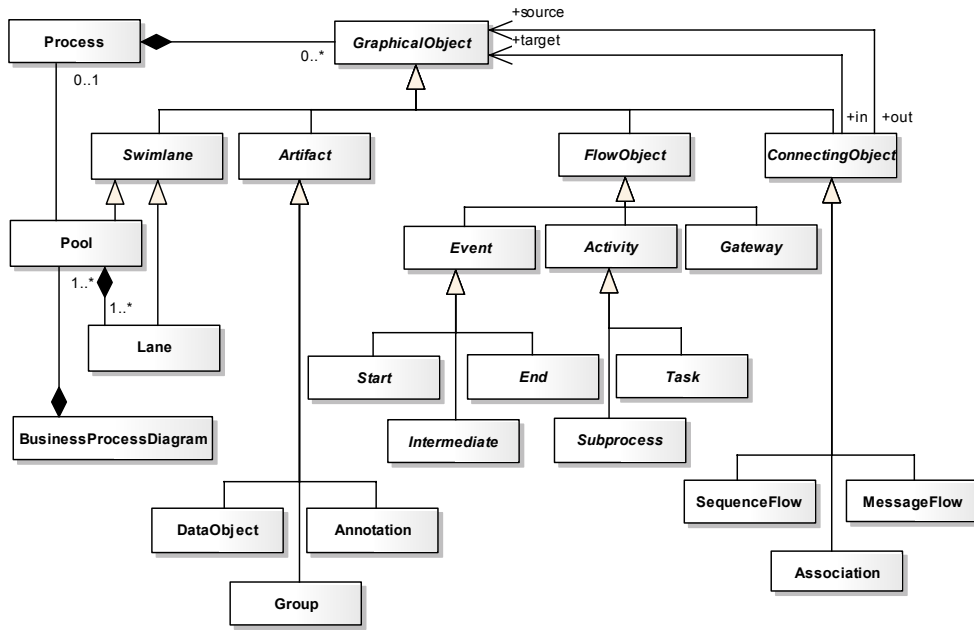 +source
Process
GraphicalObject
+target
0..*
0..1
+in
+out
Swimlane
Artifact
FlowObject
ConnectingObject
Pool
Event
Activity
Gateway
1..*
1..*
Lane
Start
End
Task
BusinessProcessDiagram
Intermediate
Subprocess
SequenceFlow
MessageFlow
DataObject
Annotation
Association
Group